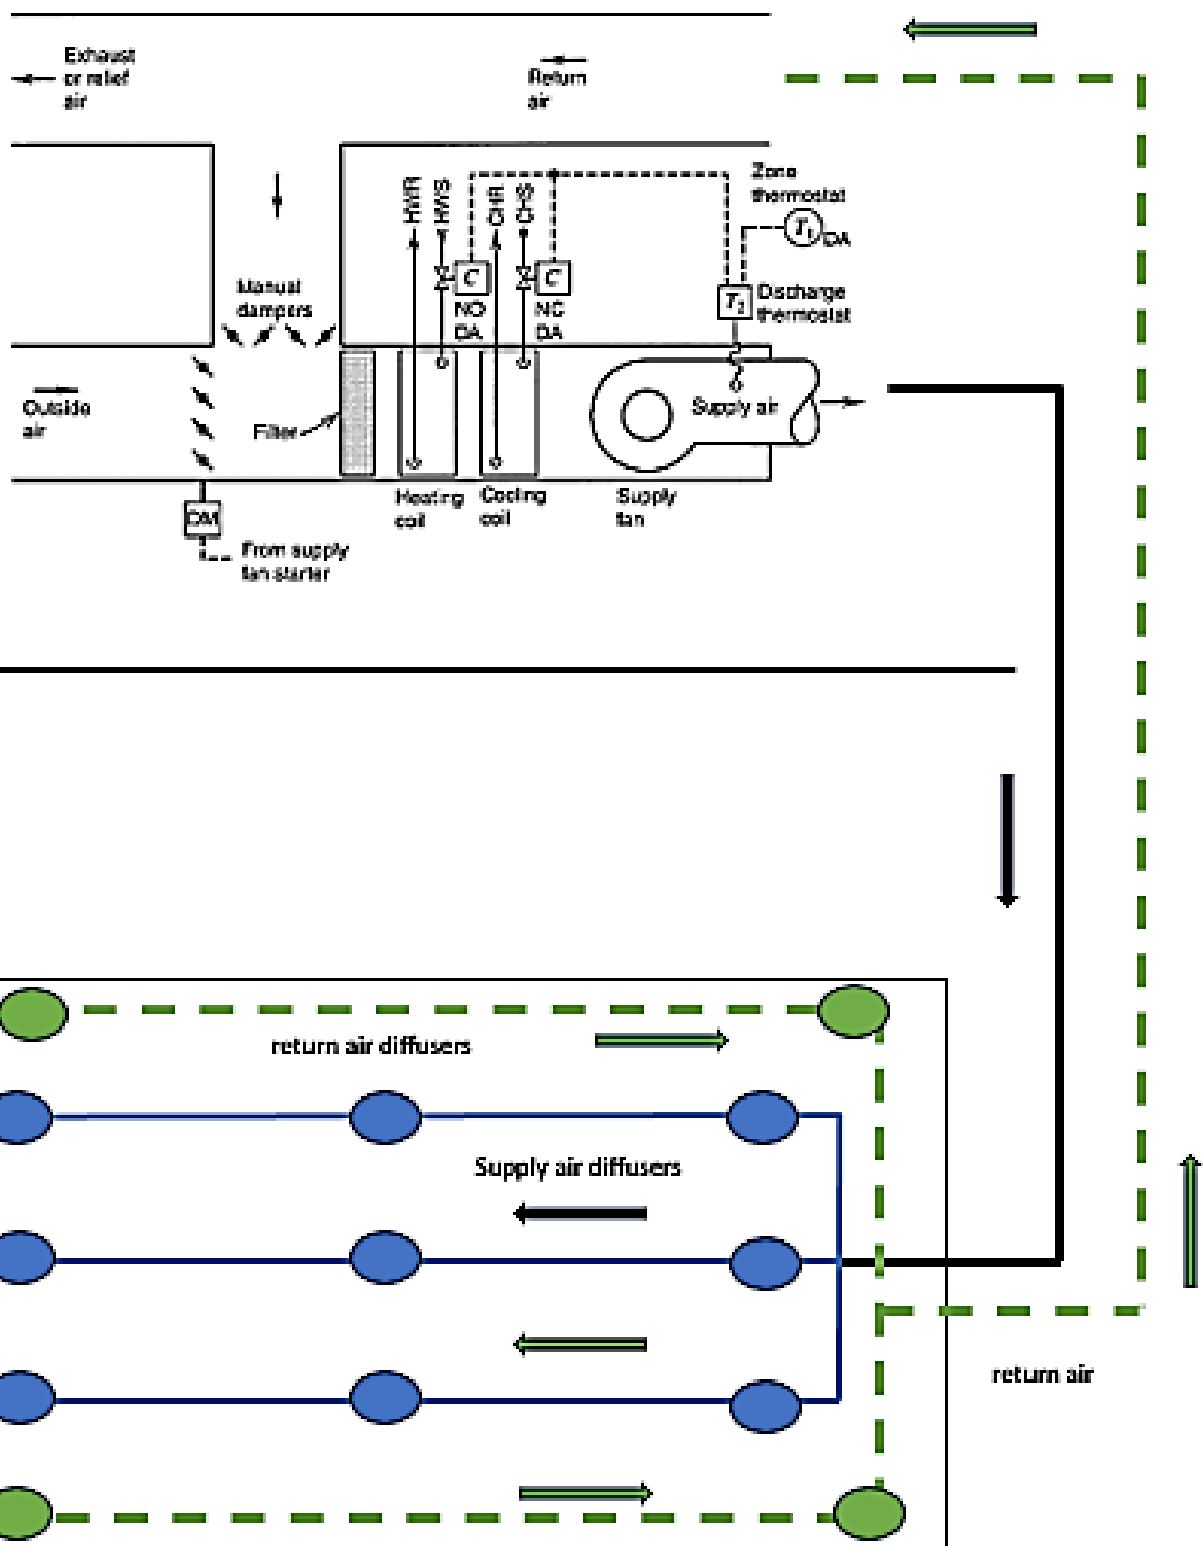 Exhaust
or relief
air
Return
air
Zone
thermostat
T₁
DA
HWR
HWS
CHR
CHS
C
C
NO
DA
NC
DA
T₂
Discharge
thermostat
Manual
dampers
Outside
air
Filter
Supply air
Heating
coil
Cooling
coil
Supply
fan
DM
From supply
fan starter
return air diffusers
Supply air diffusers
return air